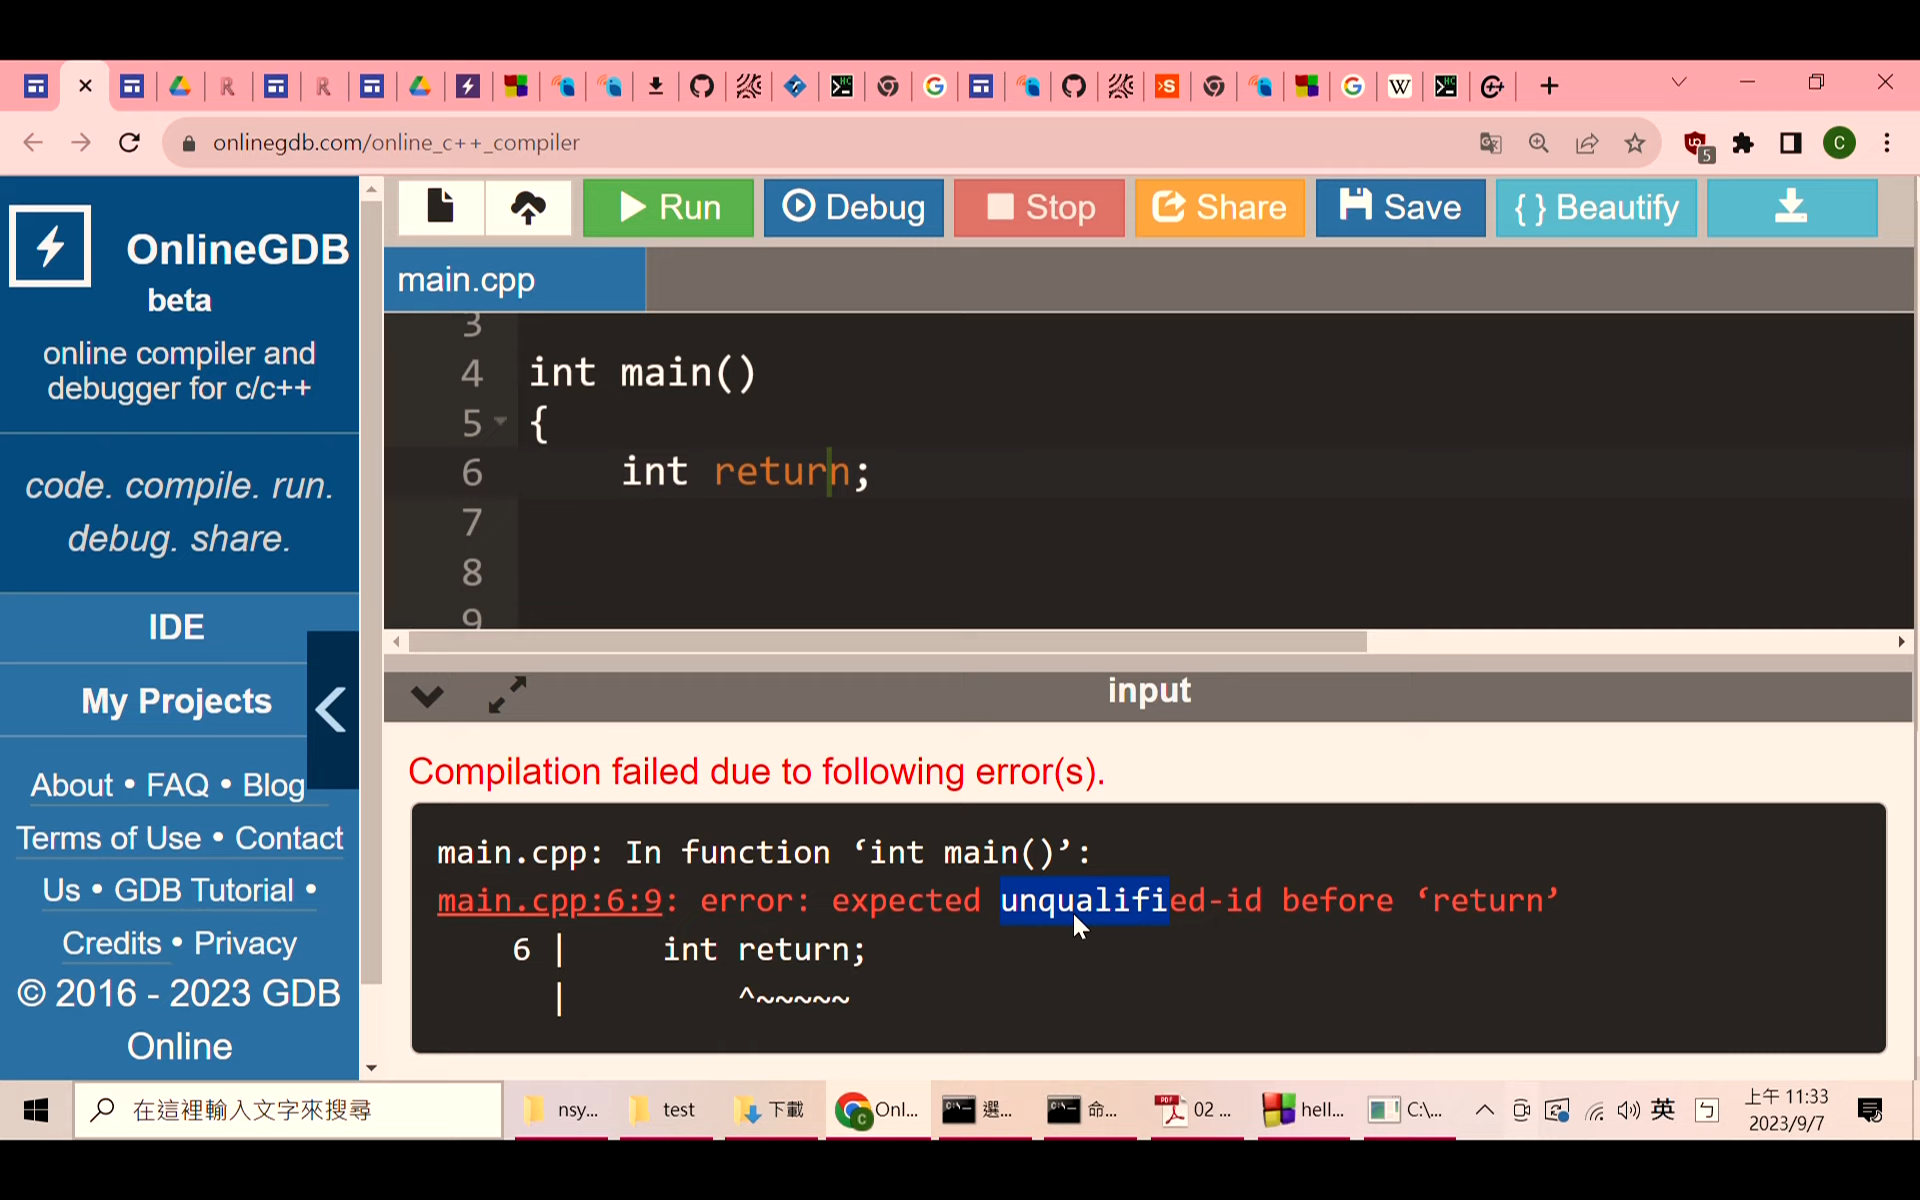 onlinegdb.com/online_c++_compiler
5
C
OnlineGDB
beta
online compiler and
debugger for c/c++
code. compile. run.
debug. share.
IDE
My Projects
About • FAQ • Blog
Terms of Use • Contact
Us • GDB Tutorial •
Credits • Privacy
© 2016 - 2023 GDB
Online
Run
Debug
Stop
Share
Save
{ } Beautify
main.cpp
3
4 int main()
5 {
6 int return;
7
8
9
input
Compilation failed due to following error(s).
main.cpp: In function ‘int main()’:
main.cpp:6:9: error: expected unqualified-id before ‘return’
6 | int return;
| ^~~~~~
在這裡輸入文字來搜尋
nsy...
test
下載
Onl...
選...
命...
02 ...
hell...
C:\...
英
上午 11:33
2023/9/7